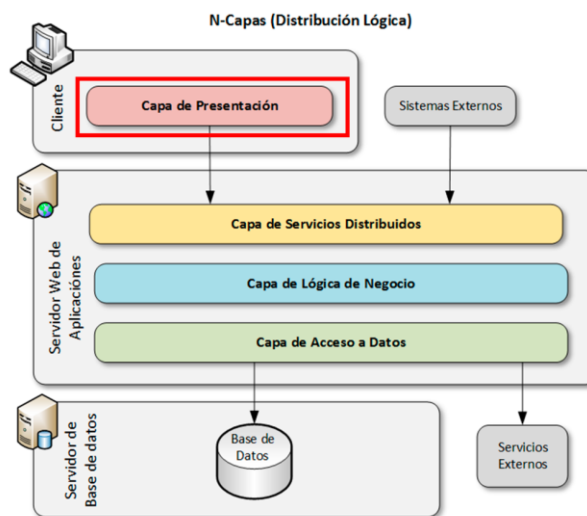 N-Capas (Distribución Lógica)
Cliente
Capa de Presentación
Sistemas Externos
Servidor Web de
Aplicaciónes
Capa de Servicios Distribuidos
Capa de Lógica de Negocio
Capa de Acceso a Datos
Servidor de
Base de datos
Base de
Datos
Servicios
Externos